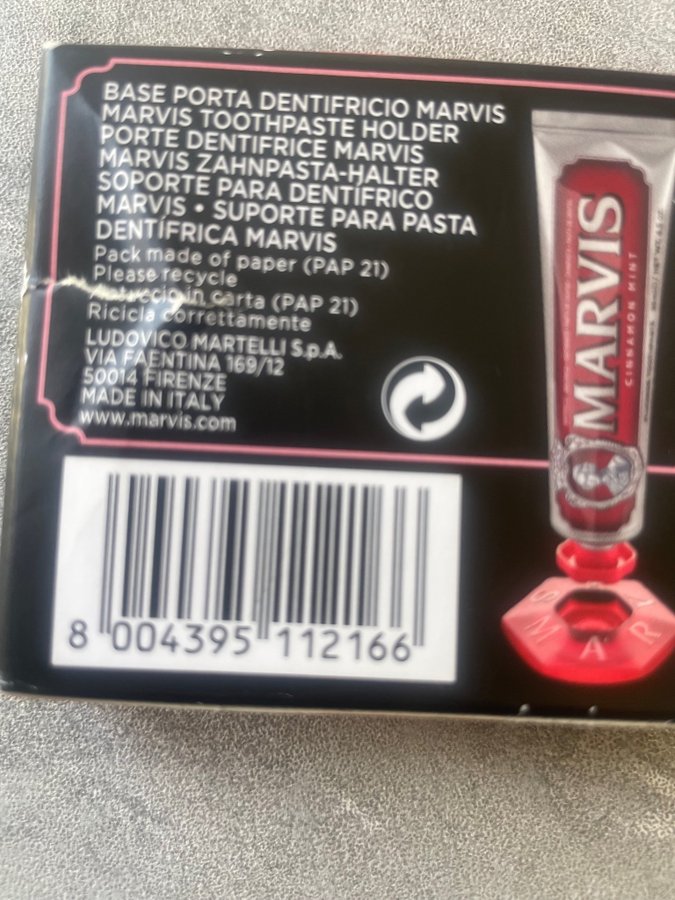 BASE PORTA DENTIFRICIO MARVIS
MARVIS TOOTHPASTE HOLDER
PORTE DENTIFRICE MARVIS
MARVIS ZAHNPASTA-HALTER
SOPORTE PARA DENTÍFRICO
MARVIS • SUPORTE PARA PASTA
DENTÍFRICA MARVIS
Pack made of paper (PAP 21)
Please recycle
in carta (PAP 21)
Ricicla correttamente
LUDOVICO MARTELLI S.p.A.
VIA FAENTINA 169/12
50014 FIRENZE
MADE IN ITALY
www.marvis.com
8 004395 112166
MARVIS
CINNAMON MINT
S M A R V